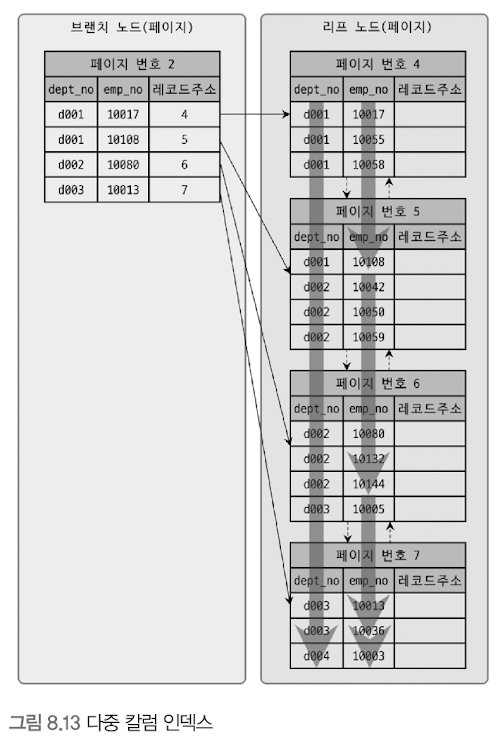 브랜치 노드(페이지)
페이지 번호 2
dept_no emp_no 레코드주소
d001 10017 4
d001 10108 5
d002 10080 6
d003 10013 7
리프 노드(페이지)
페이지 번호 4
dept_no emp_no 레코드주소
d001 10017
d001 10055
d001 10058
페이지 번호 5
dept_no emp_no 레코드주소
d001 10108
d002 10042
d002 10050
d002 10059
페이지 번호 6
dept_no emp_no 레코드주소
d002 10080
d002 10132
d002 10144
d003 10005
페이지 번호 7
dept_no emp_no 레코드주소
d003 10013
d003 10036
d004 10003
그림 8.13 다중 칼럼 인덱스